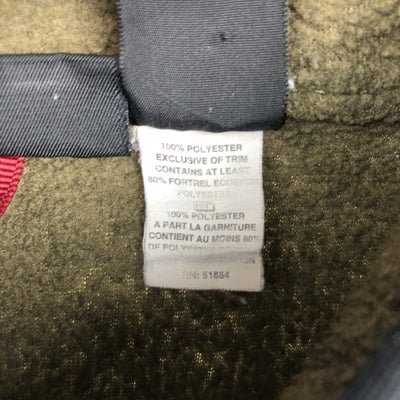 100% POLYESTER
EXCLUSIVE OF TRIM
CONTAINS AT LEAST
80% FORTREL
POLYESTER
100% POLYESTER
A PART LA GARNITURE
CONTIENT AU MOINS 80%
DE POLYESTER
RN: 51884